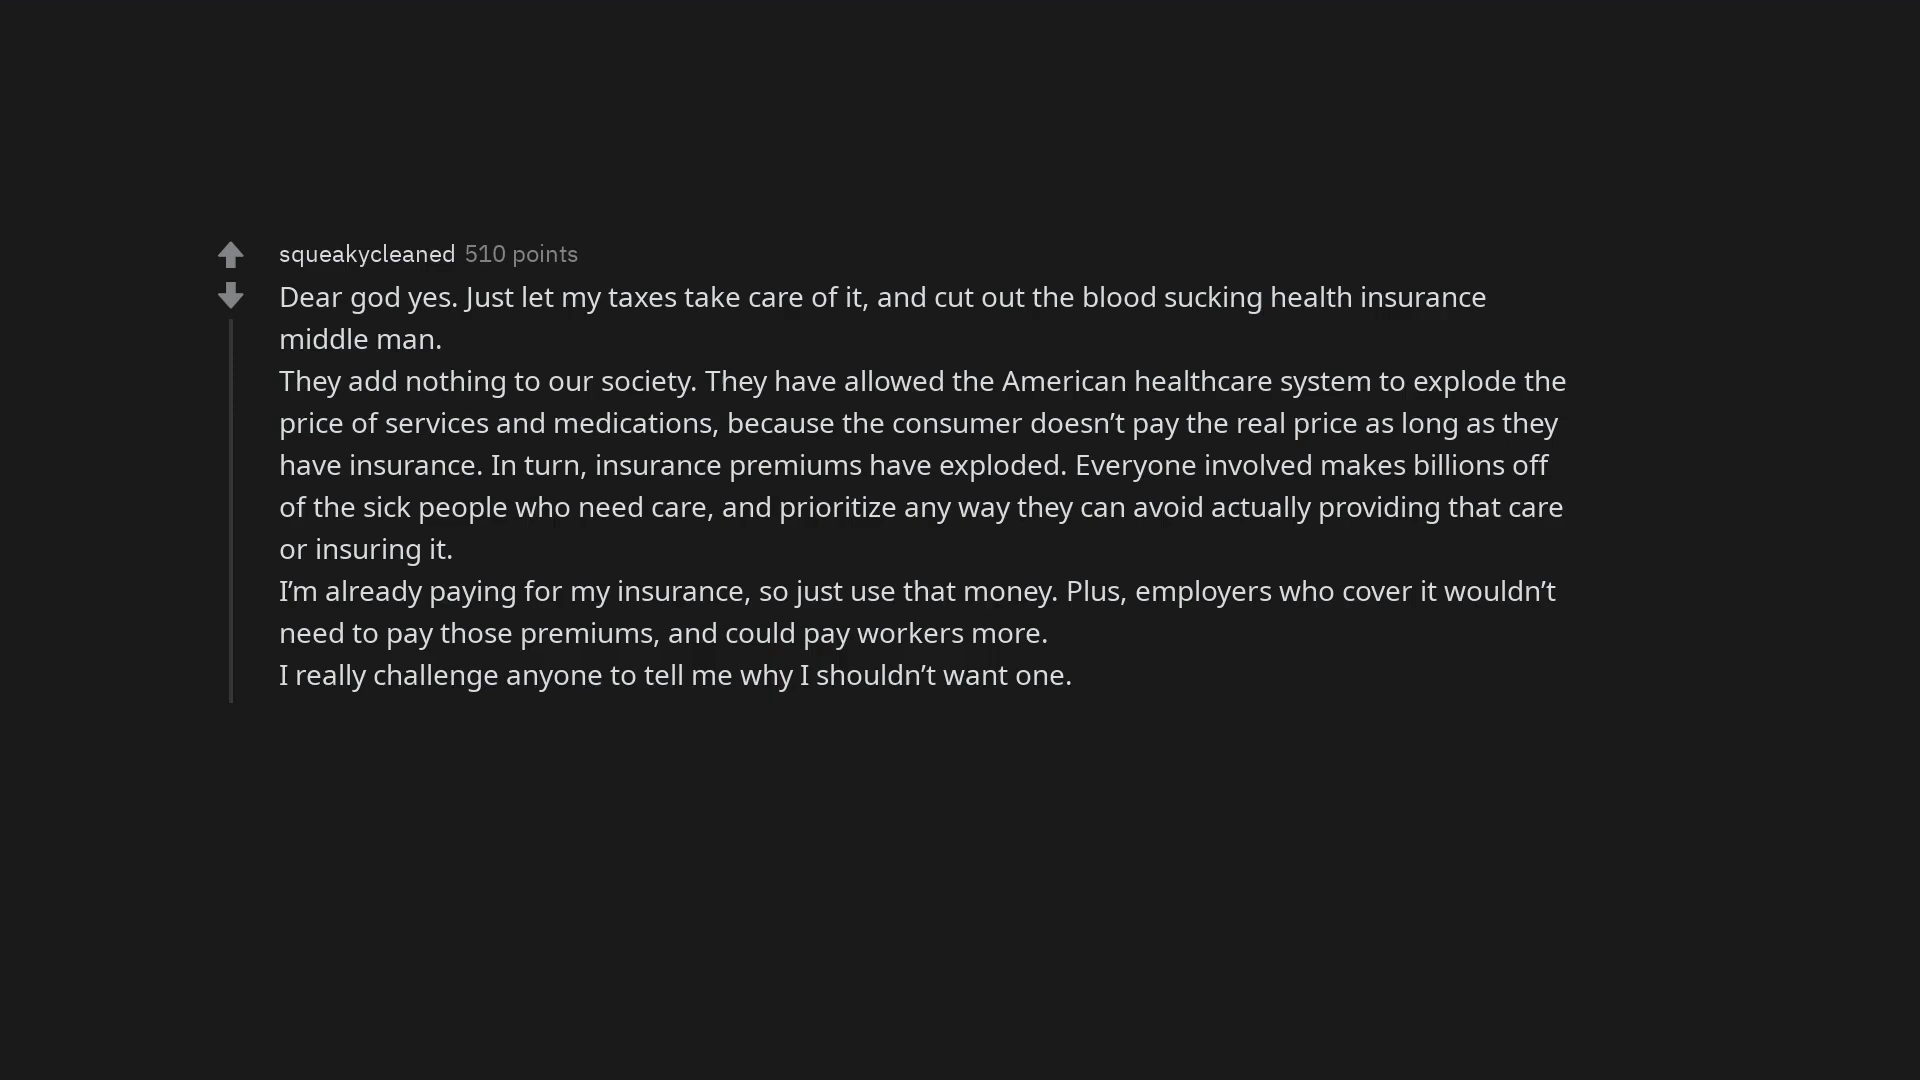 squeakycleaned 510 points
Dear god yes. Just let my taxes take care of it, and cut out the blood sucking health insurance
middle man.
They add nothing to our society. They have allowed the American healthcare system to explode the
price of services and medications, because the consumer doesn’t pay the real price as long as they
have insurance. In turn, insurance premiums have exploded. Everyone involved makes billions off
of the sick people who need care, and prioritize any way they can avoid actually providing that care
or insuring it.
I’m already paying for my insurance, so just use that money. Plus, employers who cover it wouldn’t
need to pay those premiums, and could pay workers more.
I really challenge anyone to tell me why I shouldn’t want one.